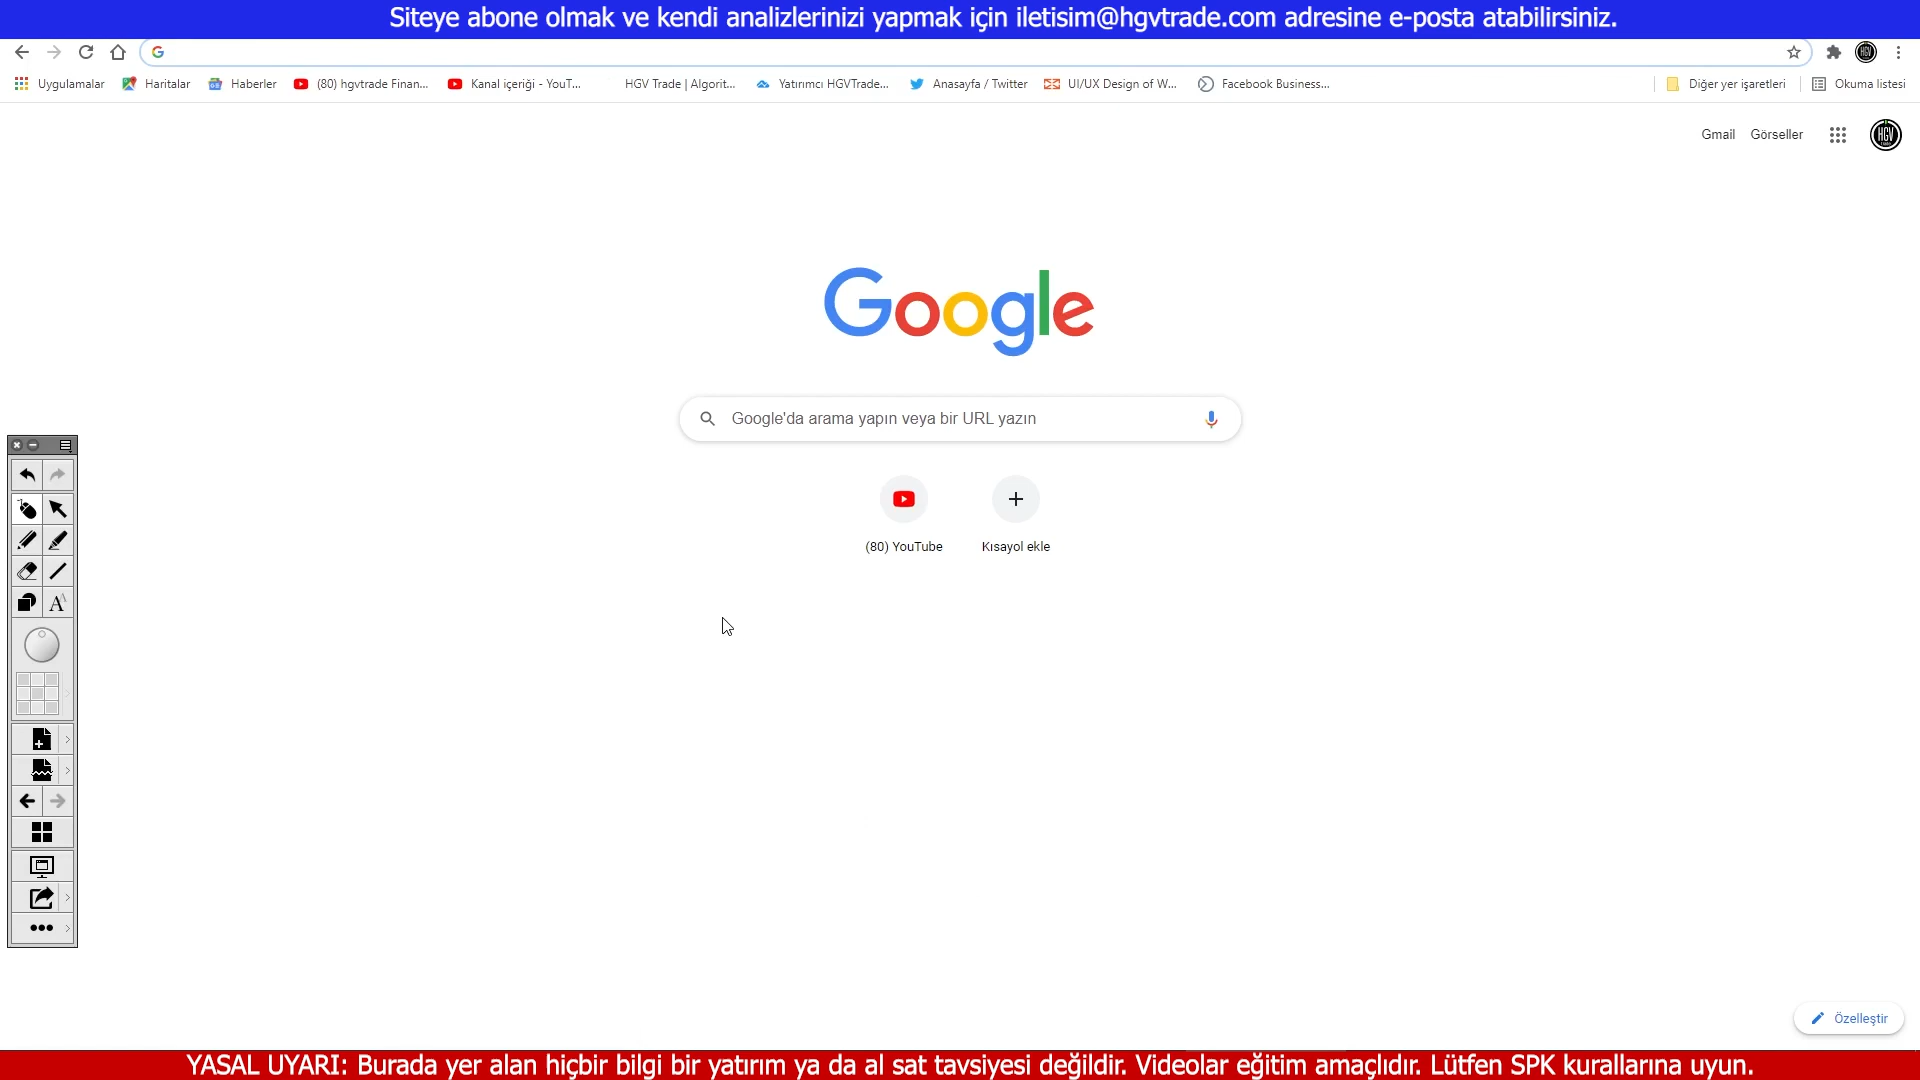 Siteye abone olmak ve kendi analizlerinizi yapmak için iletisim@hgvtrade.com adresine e-posta atabilirsiniz.
Uygulamalar Haritalar Haberler (80) hgvtrade Finan... Kanal içeriği - YouT... HGV Trade | Algorit... Yatırımcı HGVTrade... Anasayfa / Twitter UI/UX Design of W... Facebook Business... Diğer yer işaretleri Okuma listesi
Gmail Görseller HGV
Google
Google'da arama yapın veya bir URL yazın
(80) YouTube Kısayol ekle
Özelleştir
YASAL UYARI: Burada yer alan hiçbir bilgi bir yatırım ya da al sat tavsiyesi değildir. Videolar eğitim amaçlıdır. Lütfen SPK kurallarına uyun.